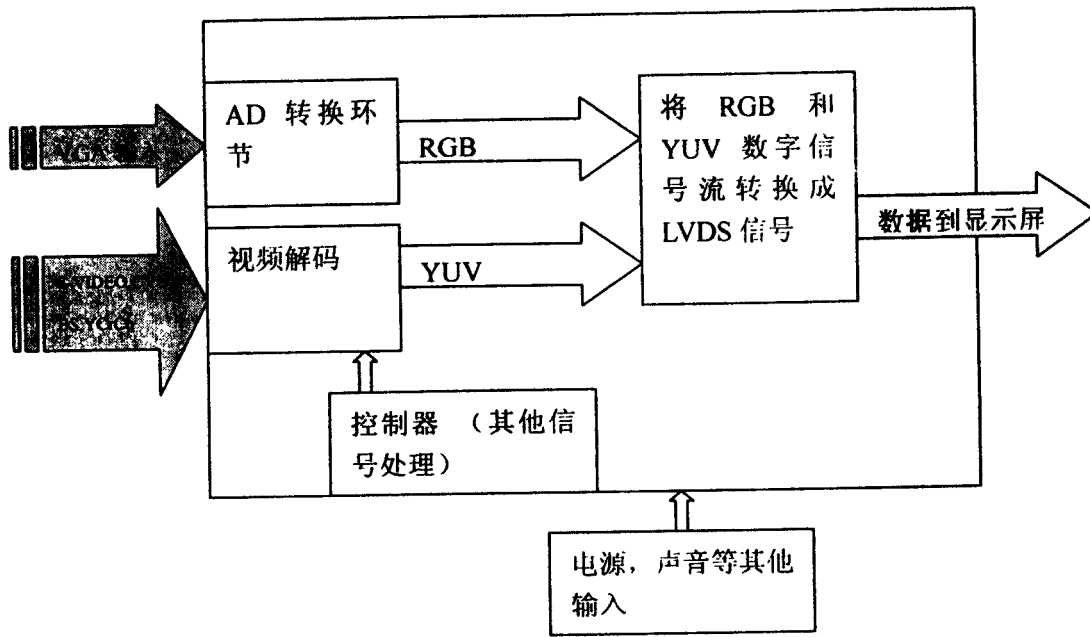 AD 转换环
节
RGB
将 RGB 和
YUV 数字信
号流转换成
LVDS 信号
VGA
数据到显示屏
视频解码
YUV
VIDEO
控制器 （其他信
号处理）
电源，声音等其他
输入